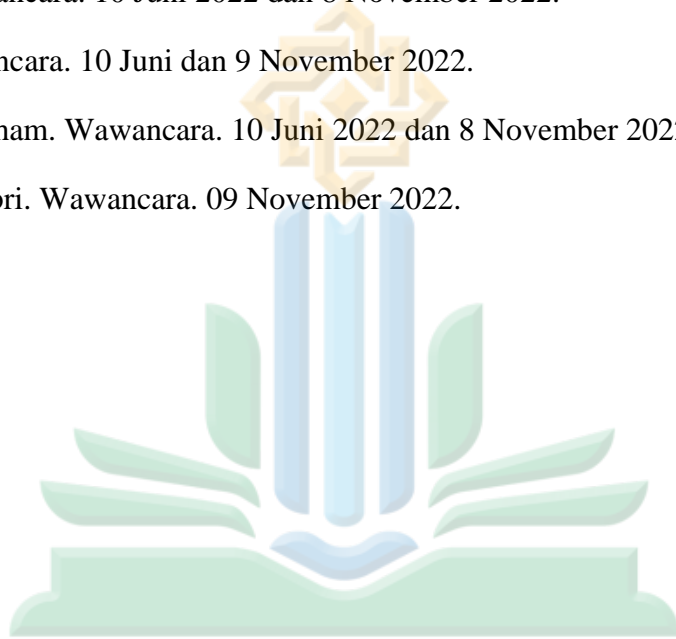 ncara. 10 Juni dan 9 November 2022.
nam. Wawancara. 10 Juni 2022 dan 8 November 202
ori. Wawancara. 09 November 2022.